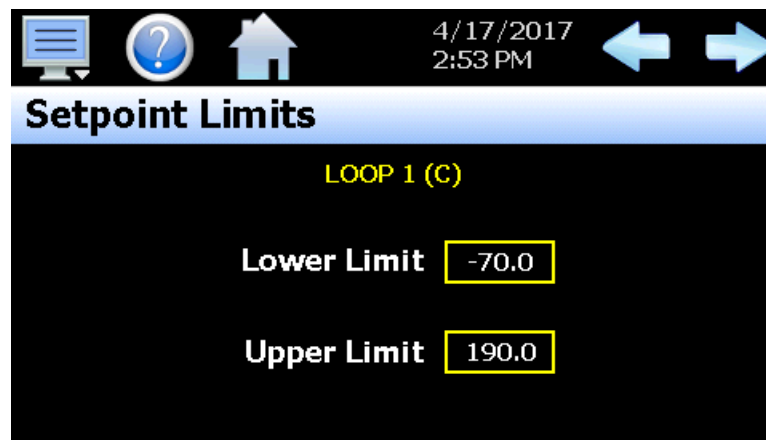 4/17/2017
2:53 PM
Setpoint Limits
LOOP 1 (C)
Lower Limit -70.0
Upper Limit 190.0